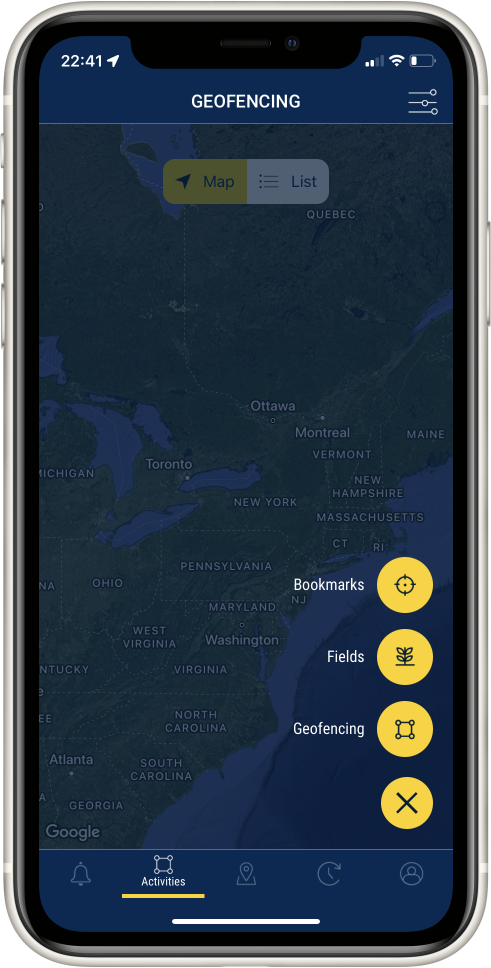 22:41
GEOFENCING
Map
List
QUEBEC
Ottawa
Montreal
MAINE
VERMONT
MICHIGAN
Toronto
NEW
HAMPSHIRE
NEW YORK
MASSACHUSETTS
CT
RI
PENNSYLVANIA
Bookmarks
NA
OHIO
NJ
MARYLAND
WEST
VIRGINIA
Washington
Fields
NTUCKY
VIRGINIA
EE
NORTH
CAROLINA
Geofencing
Atlanta
SOUTH
CAROLINA
A
GEORGIA
Google
Activities